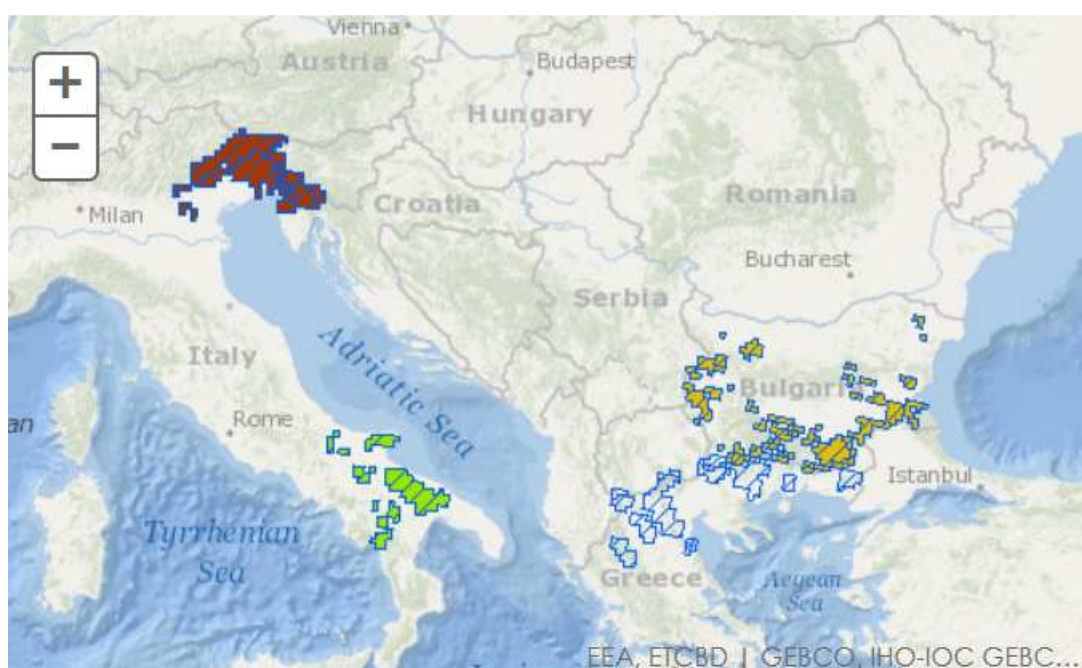 Vienna
+
Austria
Budapest
Hungary
−
Milan
Croatia
Romania
Bucharest
Serbia
Italy
Adriatic Sea
Bulgaria
Rome
Istanbul
Tyrrhenian
Sea
Greece
Aegean
Sea
EEA, ETCBD | GEBCO, IHO-IOC GEBC...